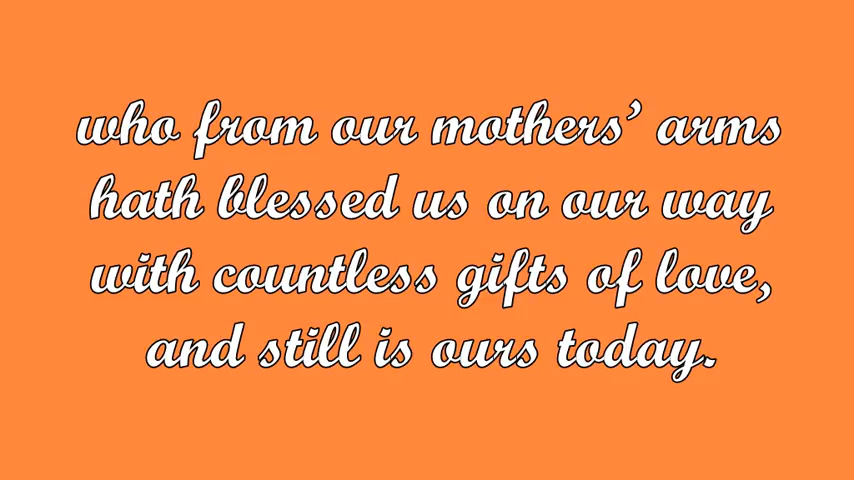 who from our mothers’ arms
hath blessed us on our way
with countless gifts of love,
and still is ours today.